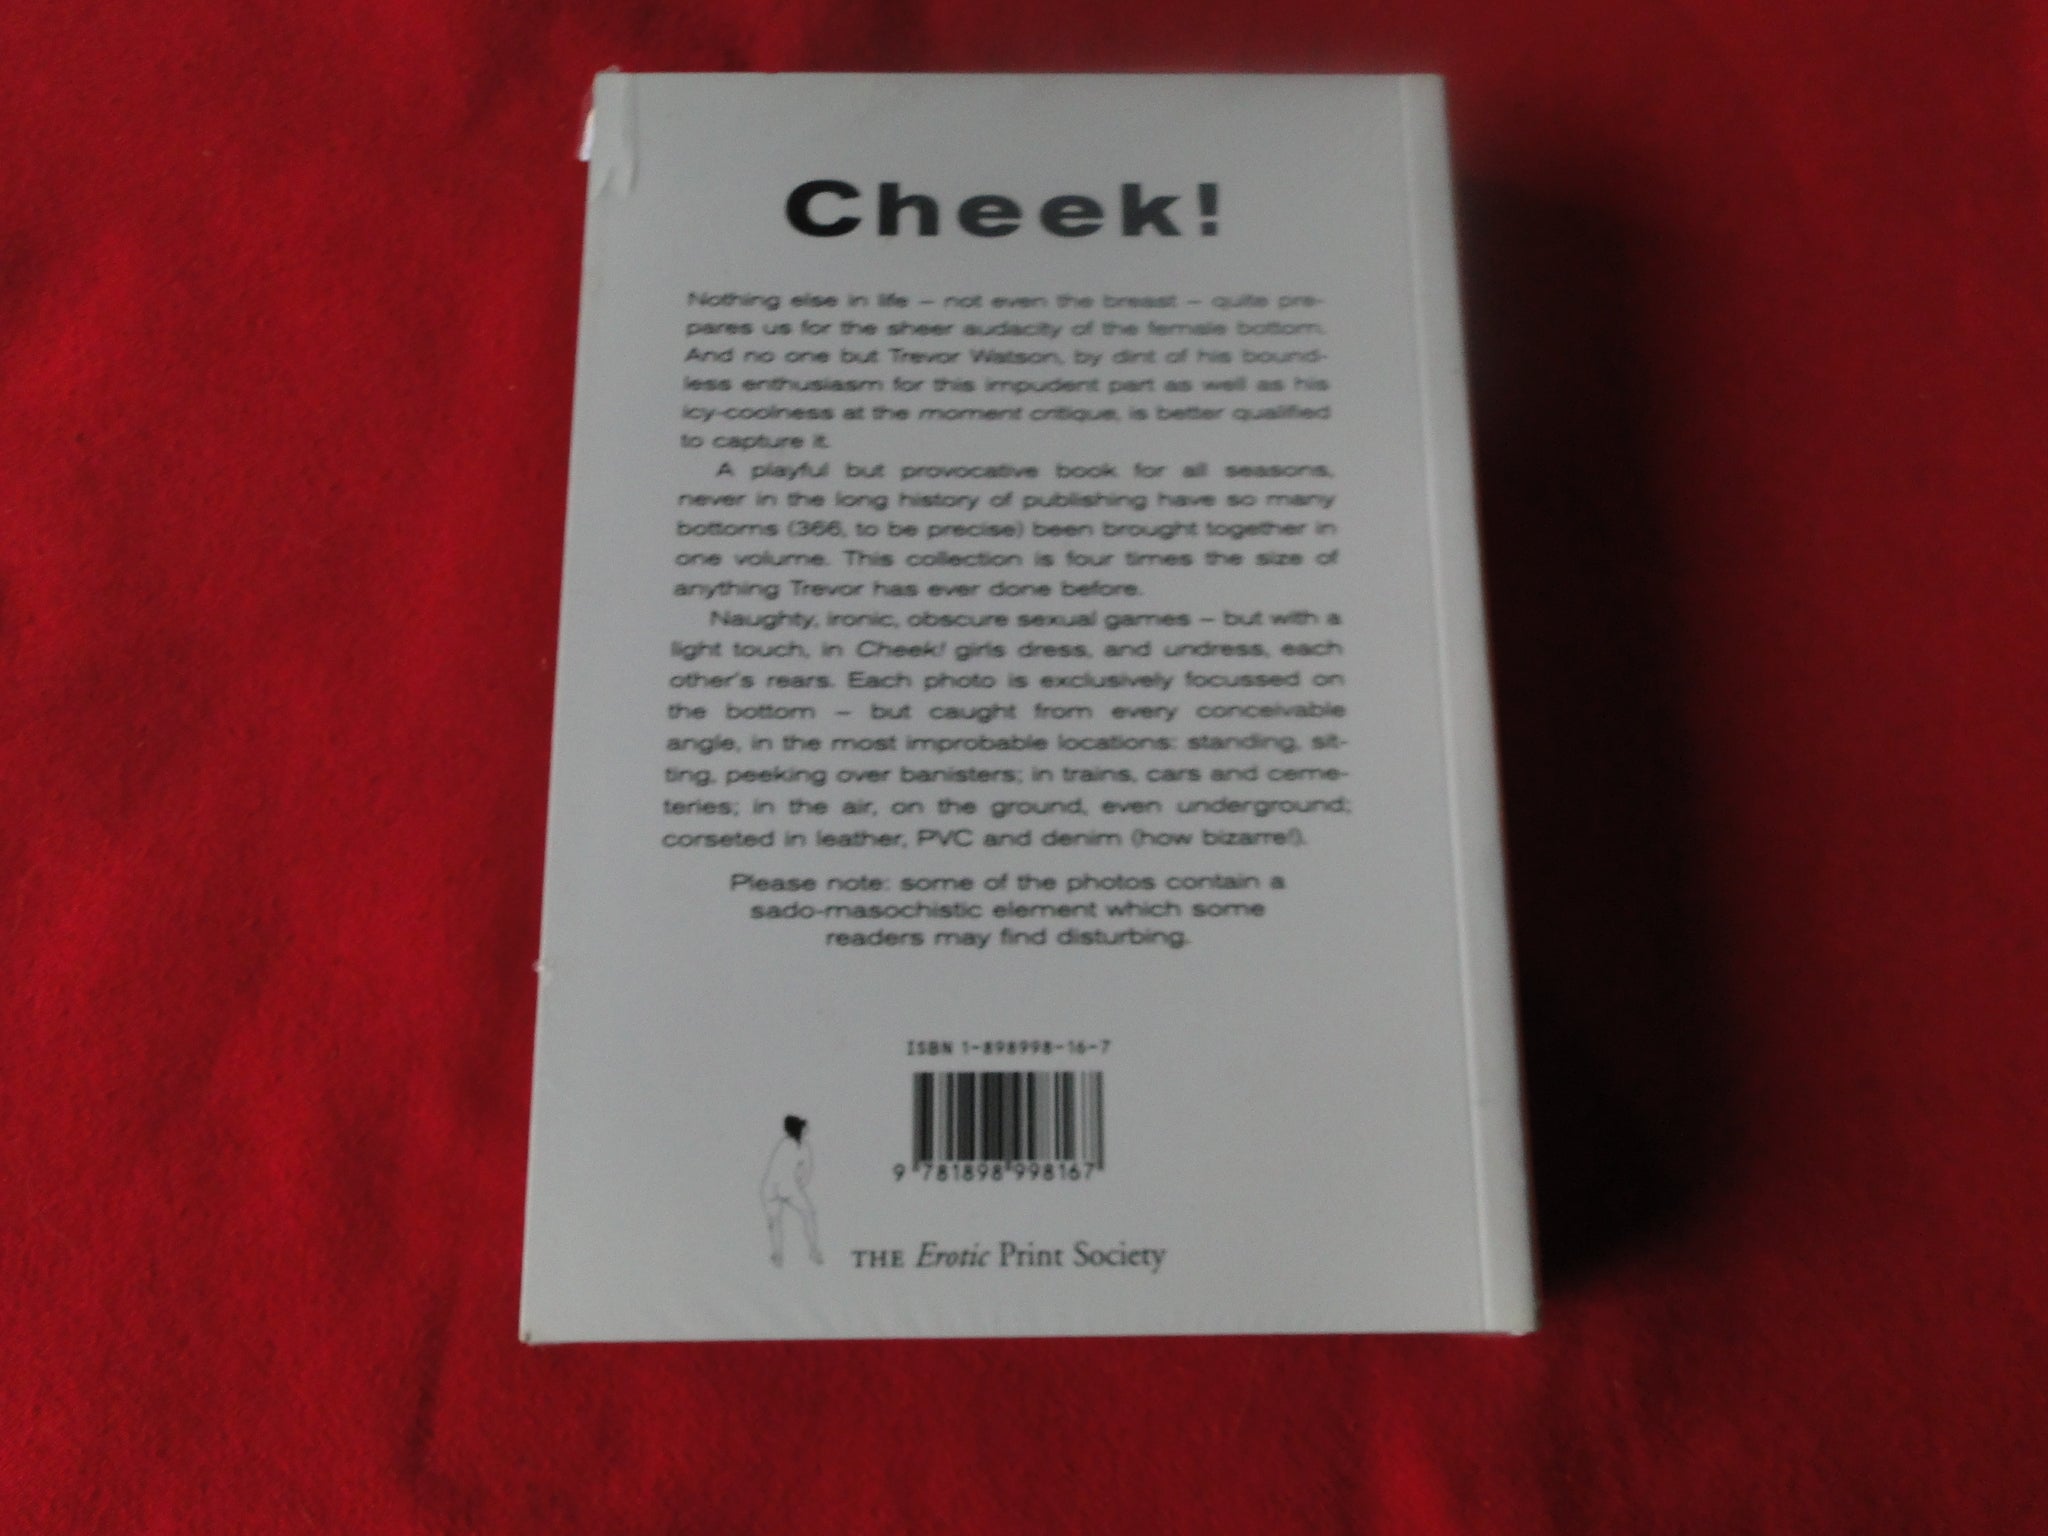 Cheek!
Nothing else in life – not even the breast – quite pre-
pares us for the sheer audacity of the female bottom.
And no one but Trevor Watson, by dint of his bound-
less enthusiasm for this impudent part as well as his
icy-coolness at the moment critique, is better qualified
to capture it.
A playful but provocative book for all seasons,
never in the long history of publishing have so many
bottoms (366, to be precise) been brought together in
one volume. This collection is four times the size of
anything Trevor has ever done before.
Naughty, ironic, obscure sexual games – but with a
light touch, in Cheek! girls dress, and undress, each
other's rears. Each photo is exclusively focussed on
the bottom – but caught from every conceivable
angle, in the most improbable locations: standing, sit-
ting, peeking over banisters; in trains, cars and ceme-
teries; in the air, on the ground, even underground;
corseted in leather, PVC and denim (how bizarre!).
Please note: some of the photos contain a
sado-masochistic element which some
readers may find disturbing.
ISBN 1-898998-16-7
9 781898 998167
THE Erotic Print Society